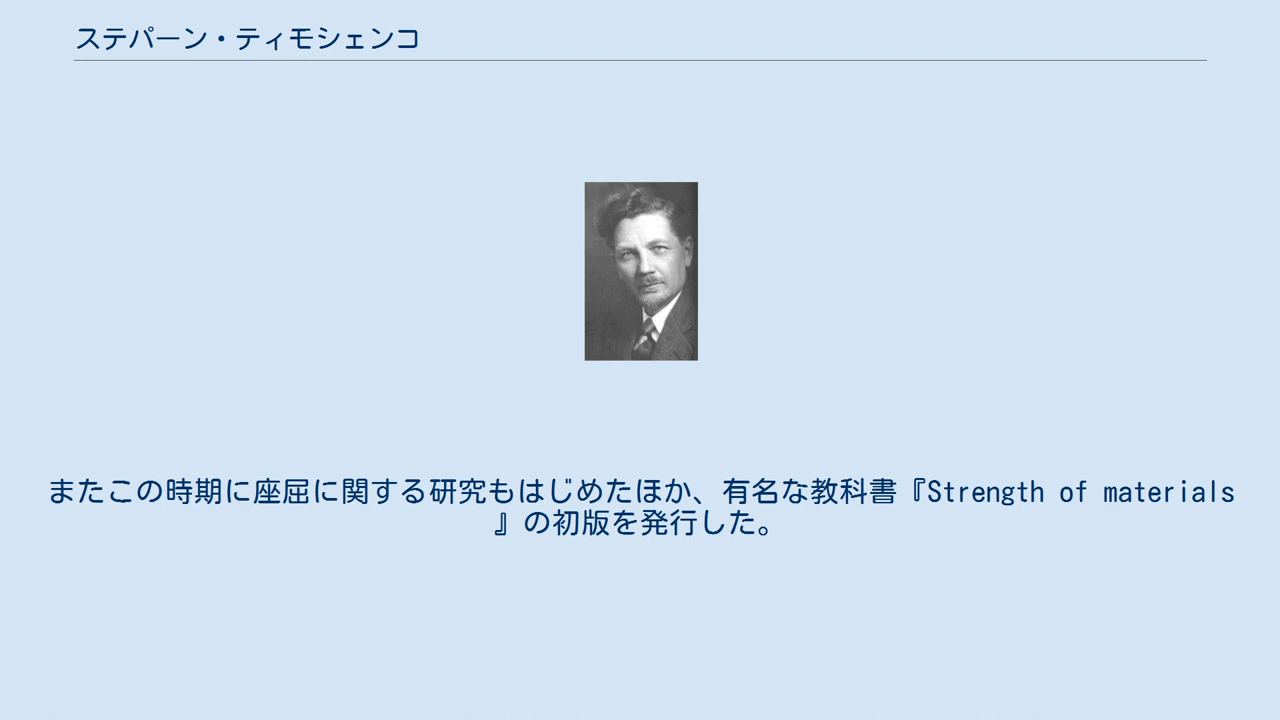 ステパーン・ティモシェンコ
またこの時期に座屈に関する研究もはじめたほか、有名な教科書『Strength of materials
』の初版を発行した。